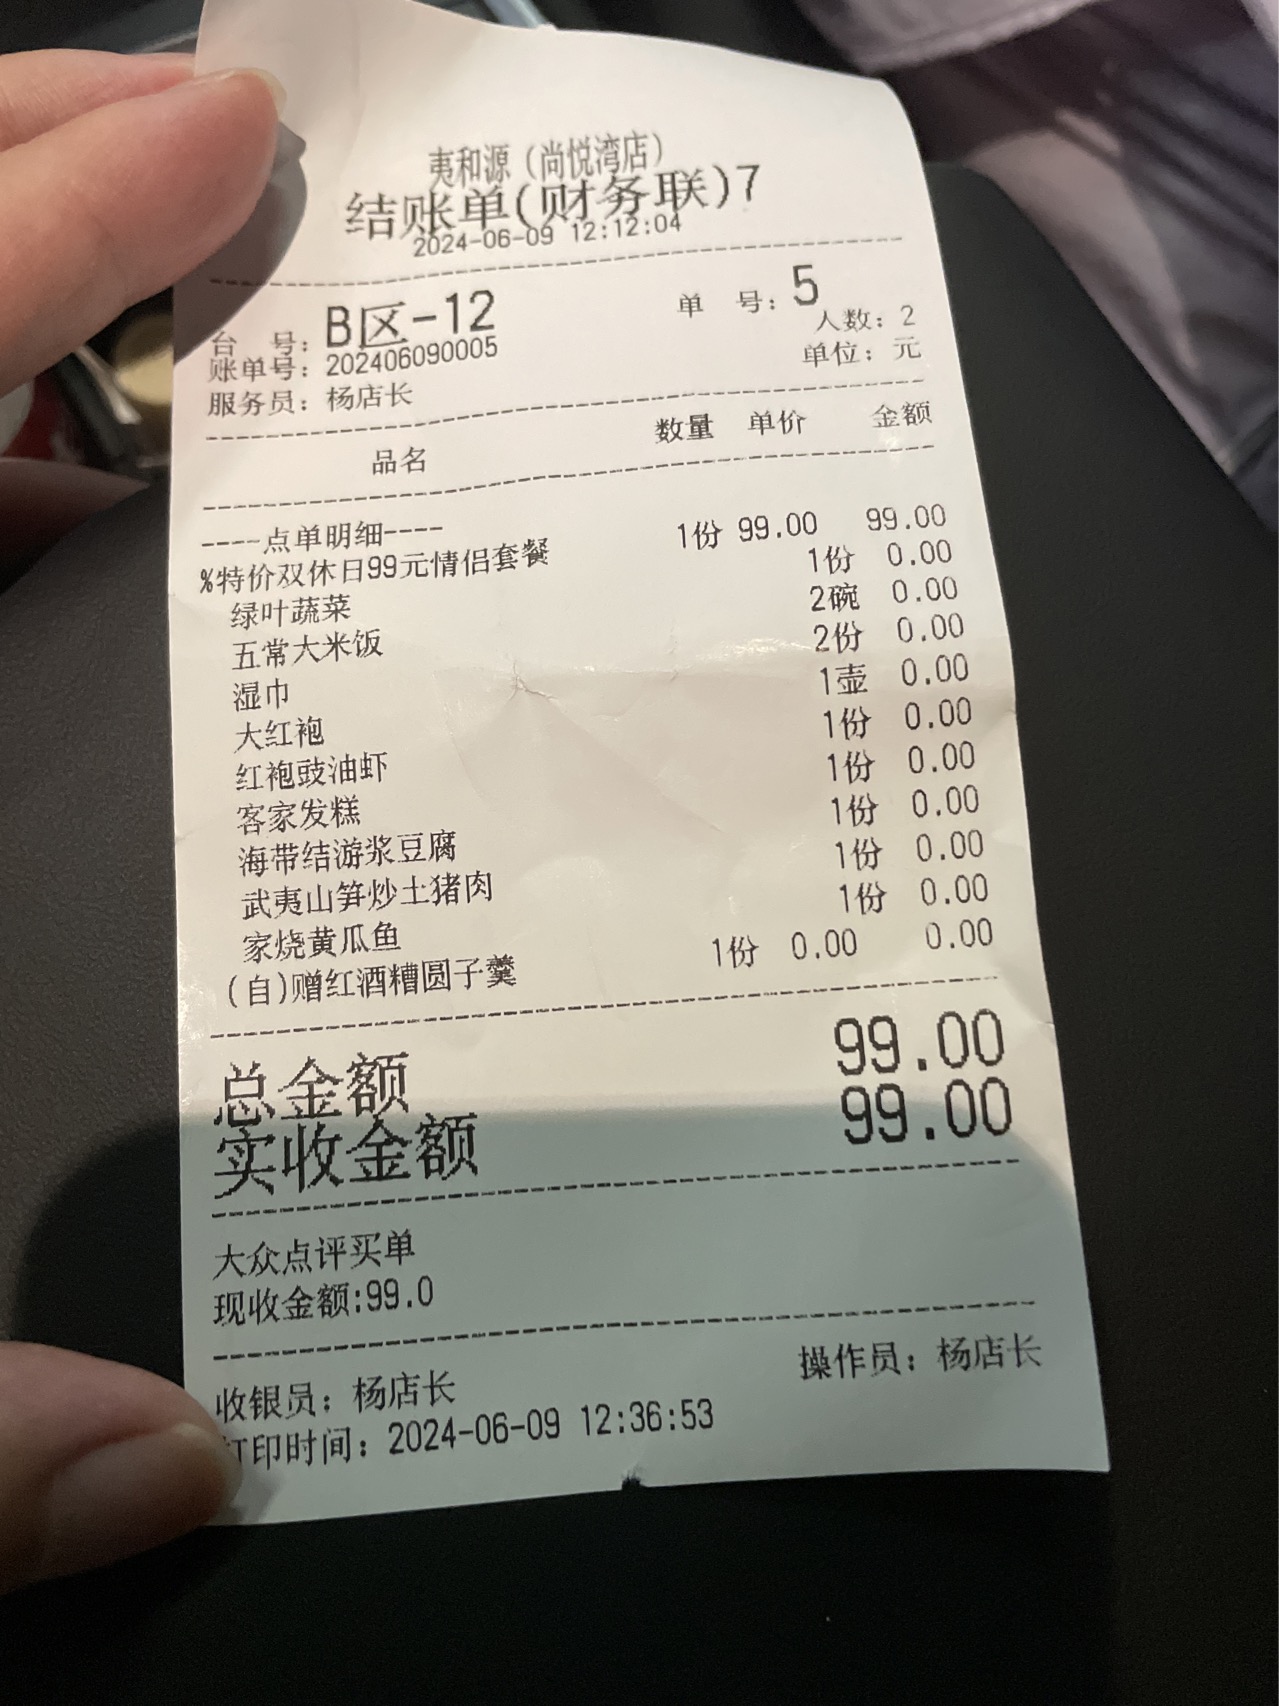 夷和源（尚悦湾店）
结账单(财务联)7
2024-06-09 12:12:04
台 号：B区-12 单 号：5
账单号：202406090005 人数：2
服务员：杨店长 单位：元
品名 数量 单价 金额
----点单明细----
%特价双休日99元情侣套餐 1份 99.00 99.00
绿叶蔬菜 1份 0.00
五常大米饭 2碗 0.00
湿巾 2份 0.00
大红袍 1壶 0.00
红袍豉油虾 1份 0.00
客家发糕 1份 0.00
海带结游浆豆腐 1份 0.00
武夷山笋炒土猪肉 1份 0.00
家烧黄瓜鱼 1份 0.00
(自)赠红酒糟圆子羹 1份 0.00 0.00
总金额 99.00
实收金额 99.00
大众点评买单
现收金额:99.0
收银员：杨店长 操作员：杨店长
打印时间：2024-06-09 12:36:53